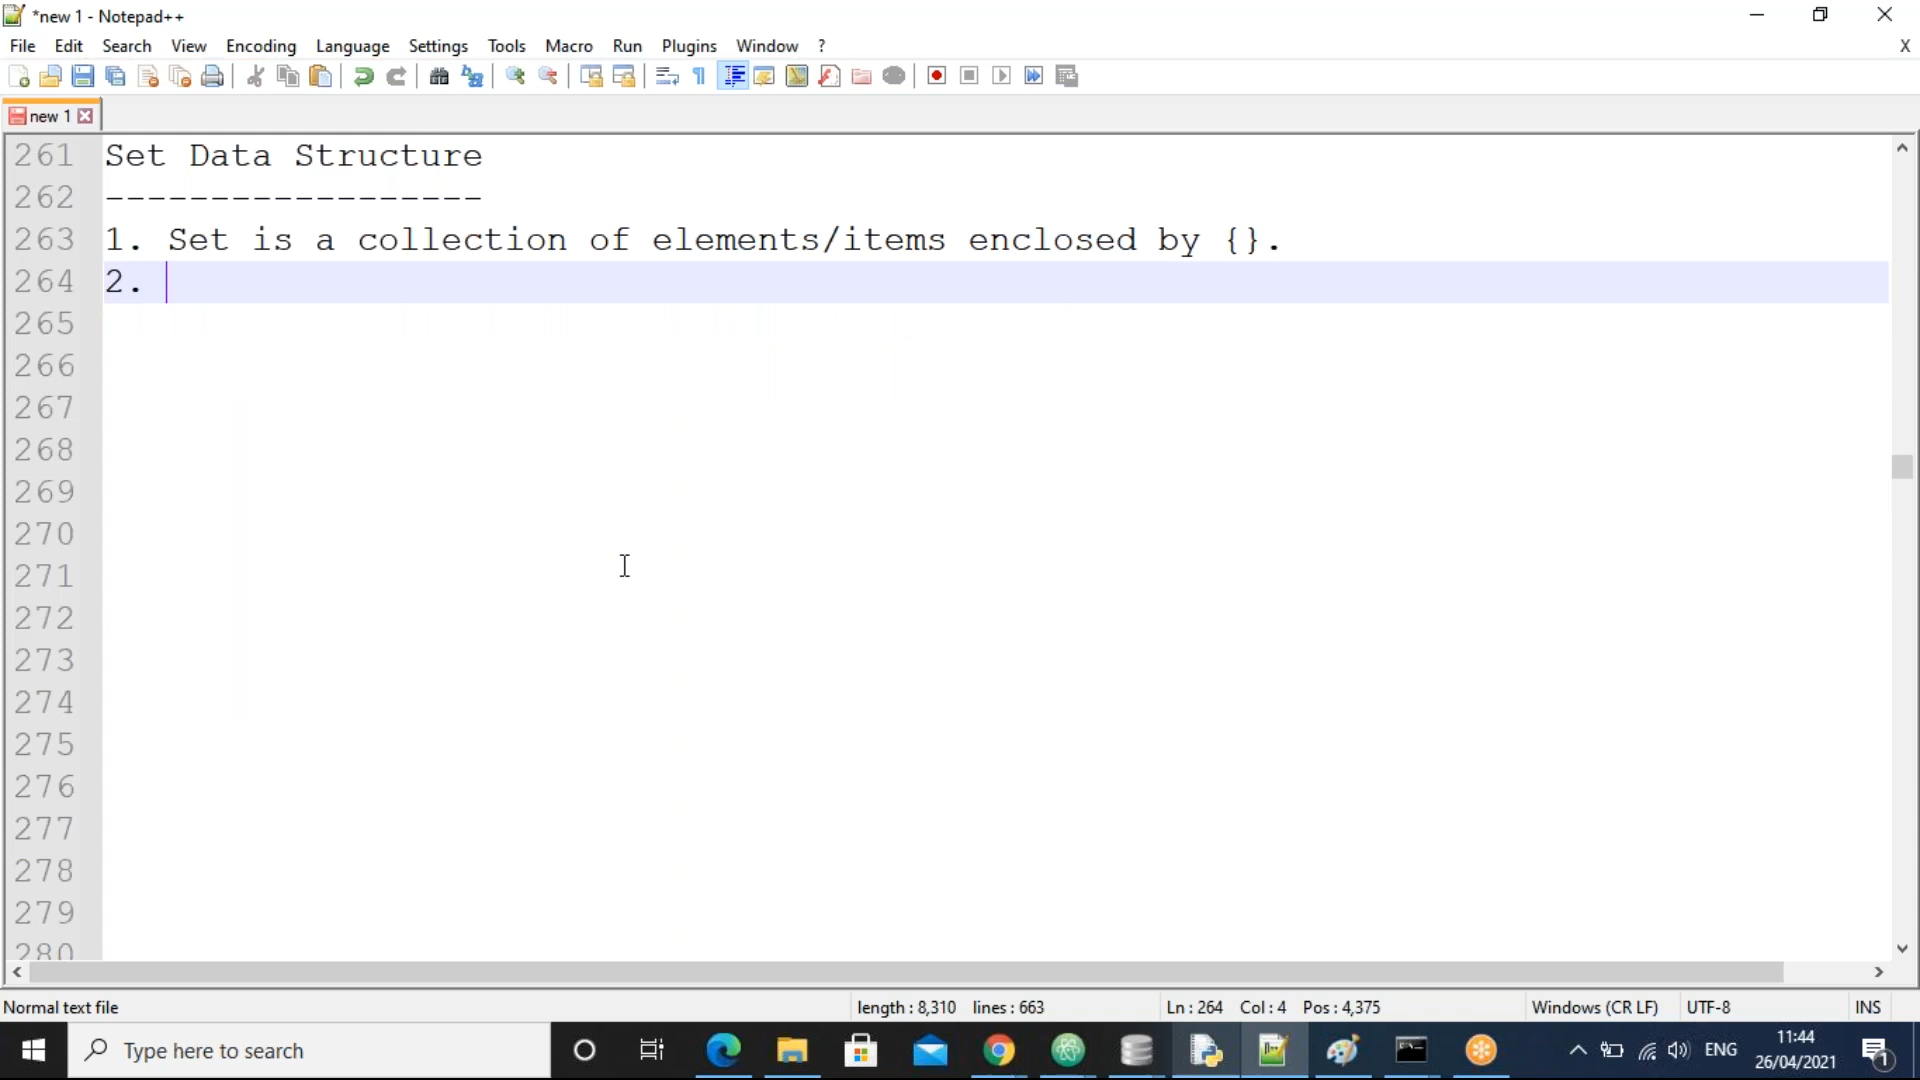 *new 1 - Notepad++
File Edit Search View Encoding Language Settings Tools Macro Run Plugins Window ? X
new 1
261 Set Data Structure
262 ------------------
263 1. Set is a collection of elements/items enclosed by {}.
264 2.
265
266
267
268
269
270
271
272
273
274
275
276
277
278
279
280
Normal text file length : 8,310 lines : 663 Ln : 264 Col : 4 Pos : 4,375 Windows (CR LF) UTF-8 INS
Type here to search ENG 11:44 1
26/04/2021